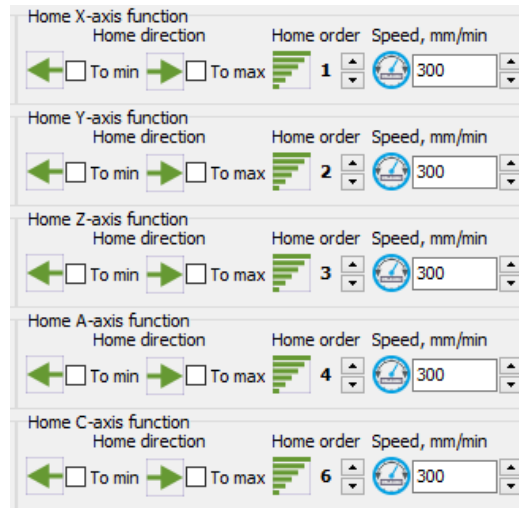 Home X-axis function
Home direction Home order Speed, mm/min
To min To max 1 300
Home Y-axis function
Home direction Home order Speed, mm/min
To min To max 2 300
Home Z-axis function
Home direction Home order Speed, mm/min
To min To max 3 300
Home A-axis function
Home direction Home order Speed, mm/min
To min To max 4 300
Home C-axis function
Home direction Home order Speed, mm/min
To min To max 6 300